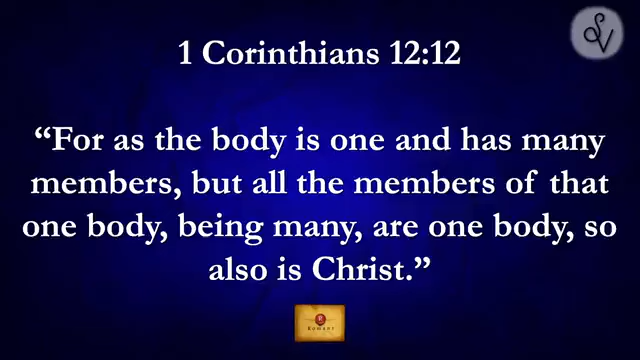 SV
1 Corinthians 12:12
“For as the body is one and has many
members, but all the members of that
one body, being many, are one body, so
also is Christ.”